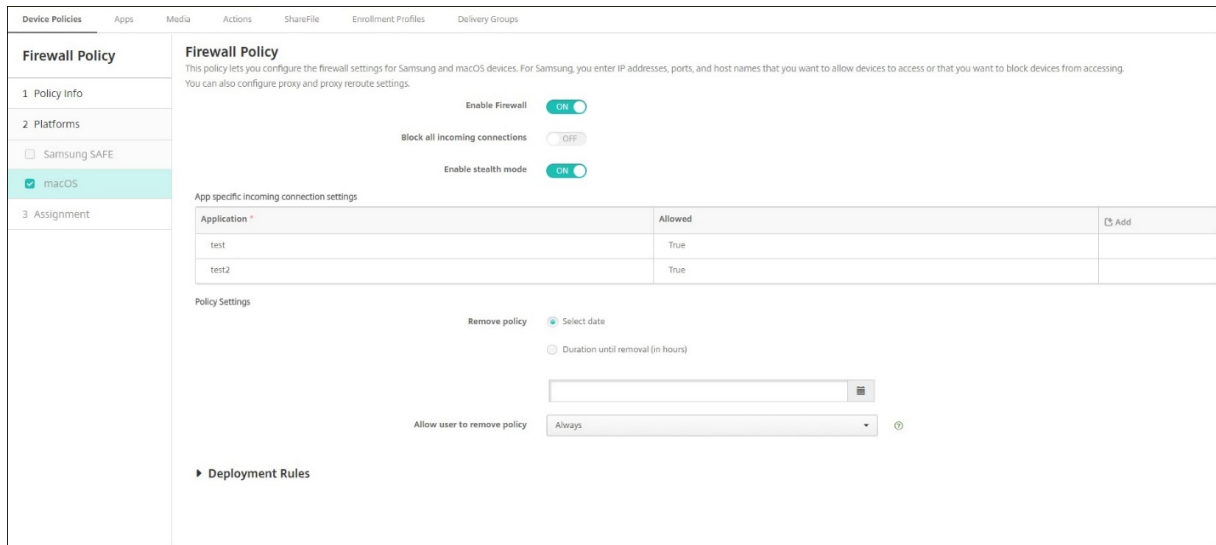 Device Policies Apps Media Actions ShareFile Enrollment Profiles Delivery Groups
Firewall Policy
1 Policy Info
2 Platforms
Samsung SAFE
macOS
3 Assignment
Firewall Policy
This policy lets you configure the firewall settings for Samsung and macOS devices. For Samsung, you enter IP addresses, ports, and host names that you want to allow devices to access or that you want to block devices from accessing.
You can also configure proxy and proxy reroute settings.
Enable Firewall ON
Block all incoming connections OFF
Enable stealth mode ON
App specific incoming connection settings
Application * Allowed Add
test True
test2 True
Policy Settings
Remove policy Select date
Duration until removal (in hours)
Allow user to remove policy Always
Deployment Rules